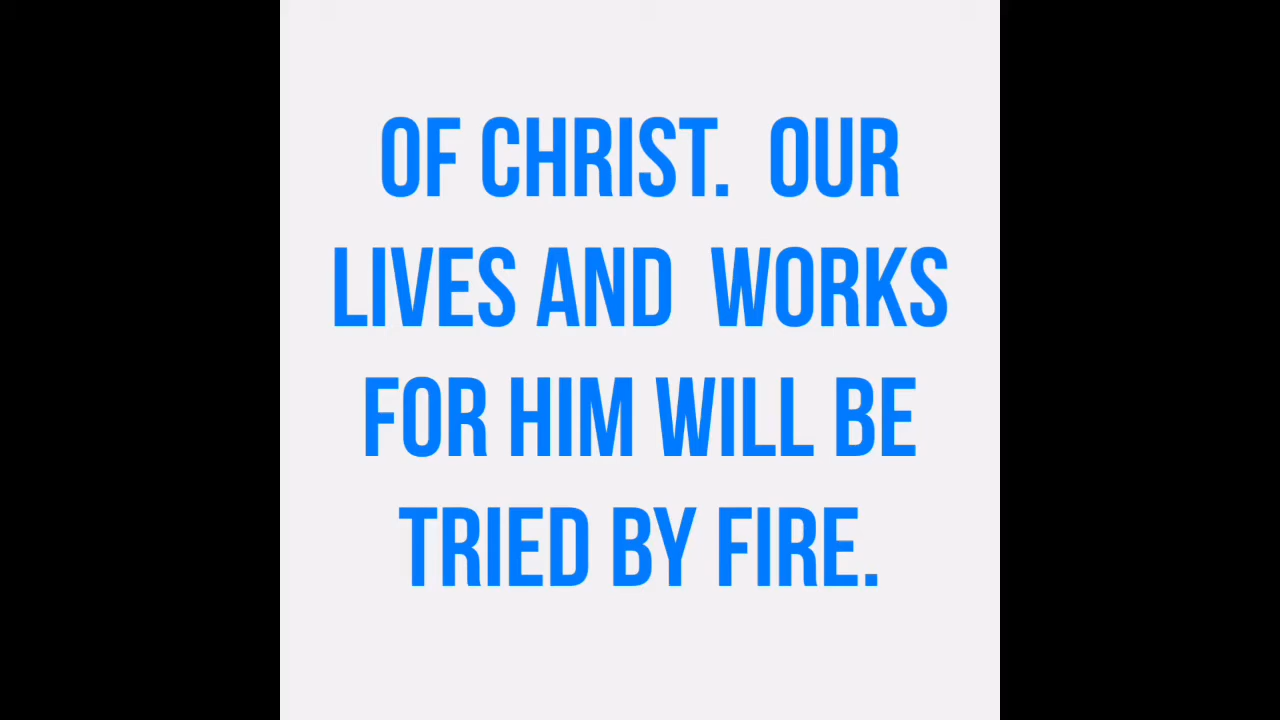 OF CHRIST.  OUR
LIVES AND  WORKS
FOR HIM WILL BE
TRIED BY FIRE.